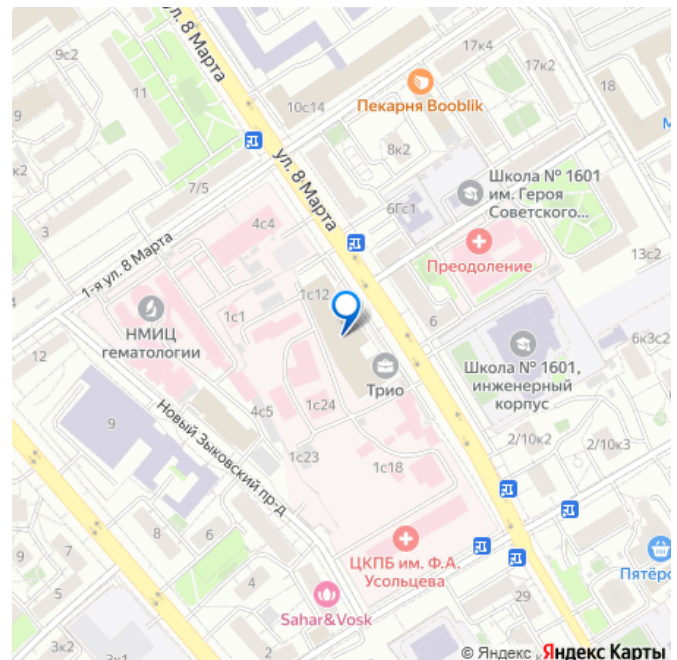 9с2
ул. 8 Марта
17к4
17к2
11
10с14
Пекарня Booblik
18
9
8к2
7/5
Школа № 1601
им. Героя
Советского...
4с4
6Гс1
3
1-я ул. 8 Марта
ул. 8 Марта
Преодоление
13с2
1с12
НМИЦ
гематологии
1с1
6
12
Трио
Школа № 1601,
инженерный
корпус
6к3с2
9
1с24
4с5
Новый Зыковский пр-д
1с23
1с18
2/10к2
2/10к3
8
6
9
7
5
4
2
ЦКПБ им. Ф.А.
Усольцева
Sahar&Vosk
29
3к2
3к1
© Яндекс
Яндекс Карты